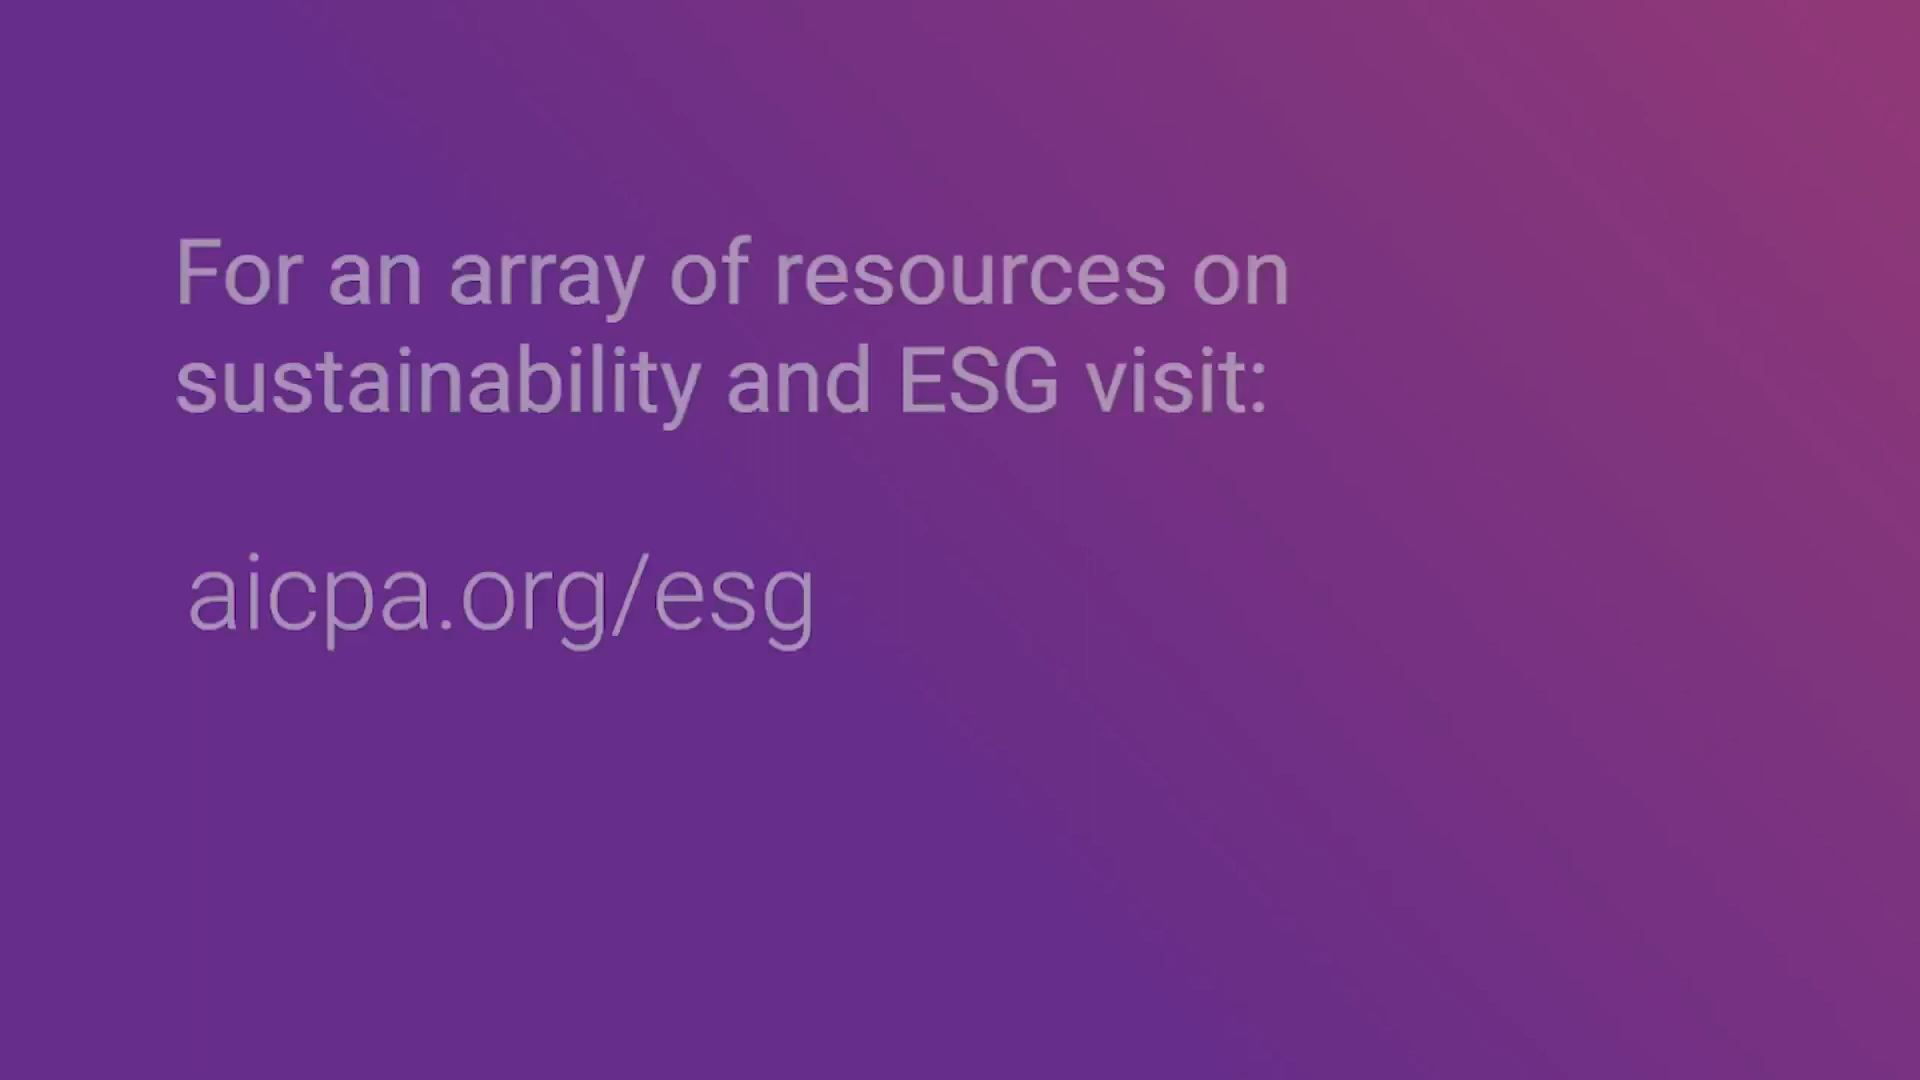 For an array of resources on
sustainability and ESG visit:
aicpa.org/esg